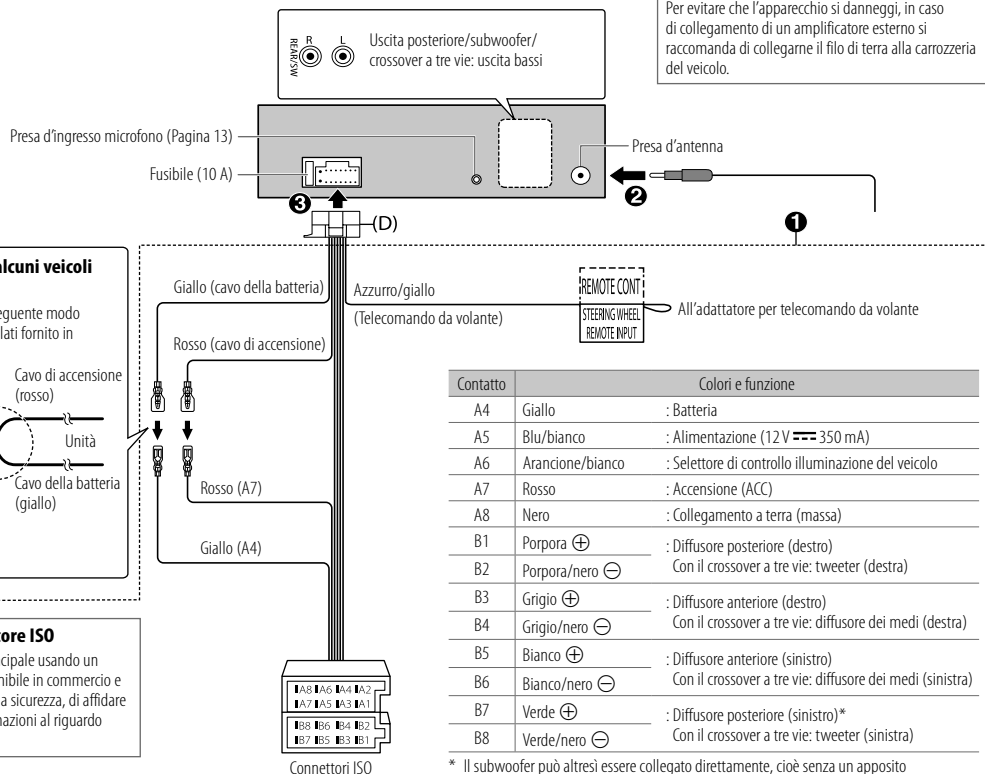 Per evitare che l'apparecchio si danneggi, in caso
di collegamento di un amplificatore esterno si
raccomanda di collegarne il filo di terra alla carrozzeria
del veicolo.
REAR/SW
R L
Uscita posteriore/subwoofer/
crossover a tre vie: uscita bassi
Presa d'ingresso microfono (Pagina 13)
Presa d'antenna
Fusibile (10 A)
❸
❷
(D)
❶
alcuni veicoli
eguente modo
lati fornito in
Cavo di accensione
(rosso)
Unità
Cavo della batteria
(giallo)
Giallo (cavo della batteria)
Azzurro/giallo
(Telecomando da volante)
REMOTE CONT
STEERING WHEEL
REMOTE INPUT
All'adattatore per telecomando da volante
Rosso (cavo di accensione)
Rosso (A7)
Giallo (A4)
tore ISO
cipale usando un
nibile in commercio e
a sicurezza, di affidare
nazioni al riguardo
A8 A6 A4 A2
A7 A5 A3 A1
B8 B6 B4 B2
B7 B5 B3 B1
Connettori ISO
Contatto Colori e funzione
A4 Giallo : Batteria
A5 Blu/bianco : Alimentazione (12 V ⎓ 350 mA)
A6 Arancione/bianco : Selettore di controllo illuminazione del veicolo
A7 Rosso : Accensione (ACC)
A8 Nero : Collegamento a terra (massa)
B1 Porpora ⊕ : Diffusore posteriore (destro)
B2 Porpora/nero ⊖ Con il crossover a tre vie: tweeter (destra)
B3 Grigio ⊕ : Diffusore anteriore (destro)
B4 Grigio/nero ⊖ Con il crossover a tre vie: diffusore dei medi (destra)
B5 Bianco ⊕ : Diffusore anteriore (sinistro)
B6 Bianco/nero ⊖ Con il crossover a tre vie: diffusore dei medi (sinistra)
B7 Verde ⊕ : Diffusore posteriore (sinistro)*
B8 Verde/nero ⊖ Con il crossover a tre vie: tweeter (sinistra)
* Il subwoofer può altresì essere collegato direttamente, cioè senza un apposito